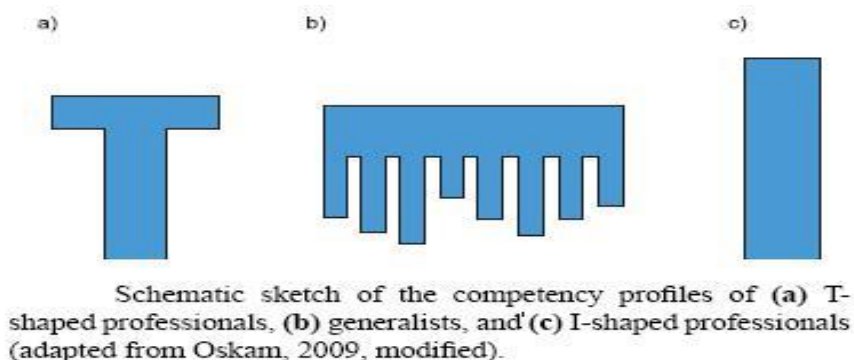 a)
b)
c)
Schematic sketch of the competency profiles of (a) T-
shaped professionals, (b) generalists, and (c) I-shaped professionals
(adapted from Oskam, 2009, modified).